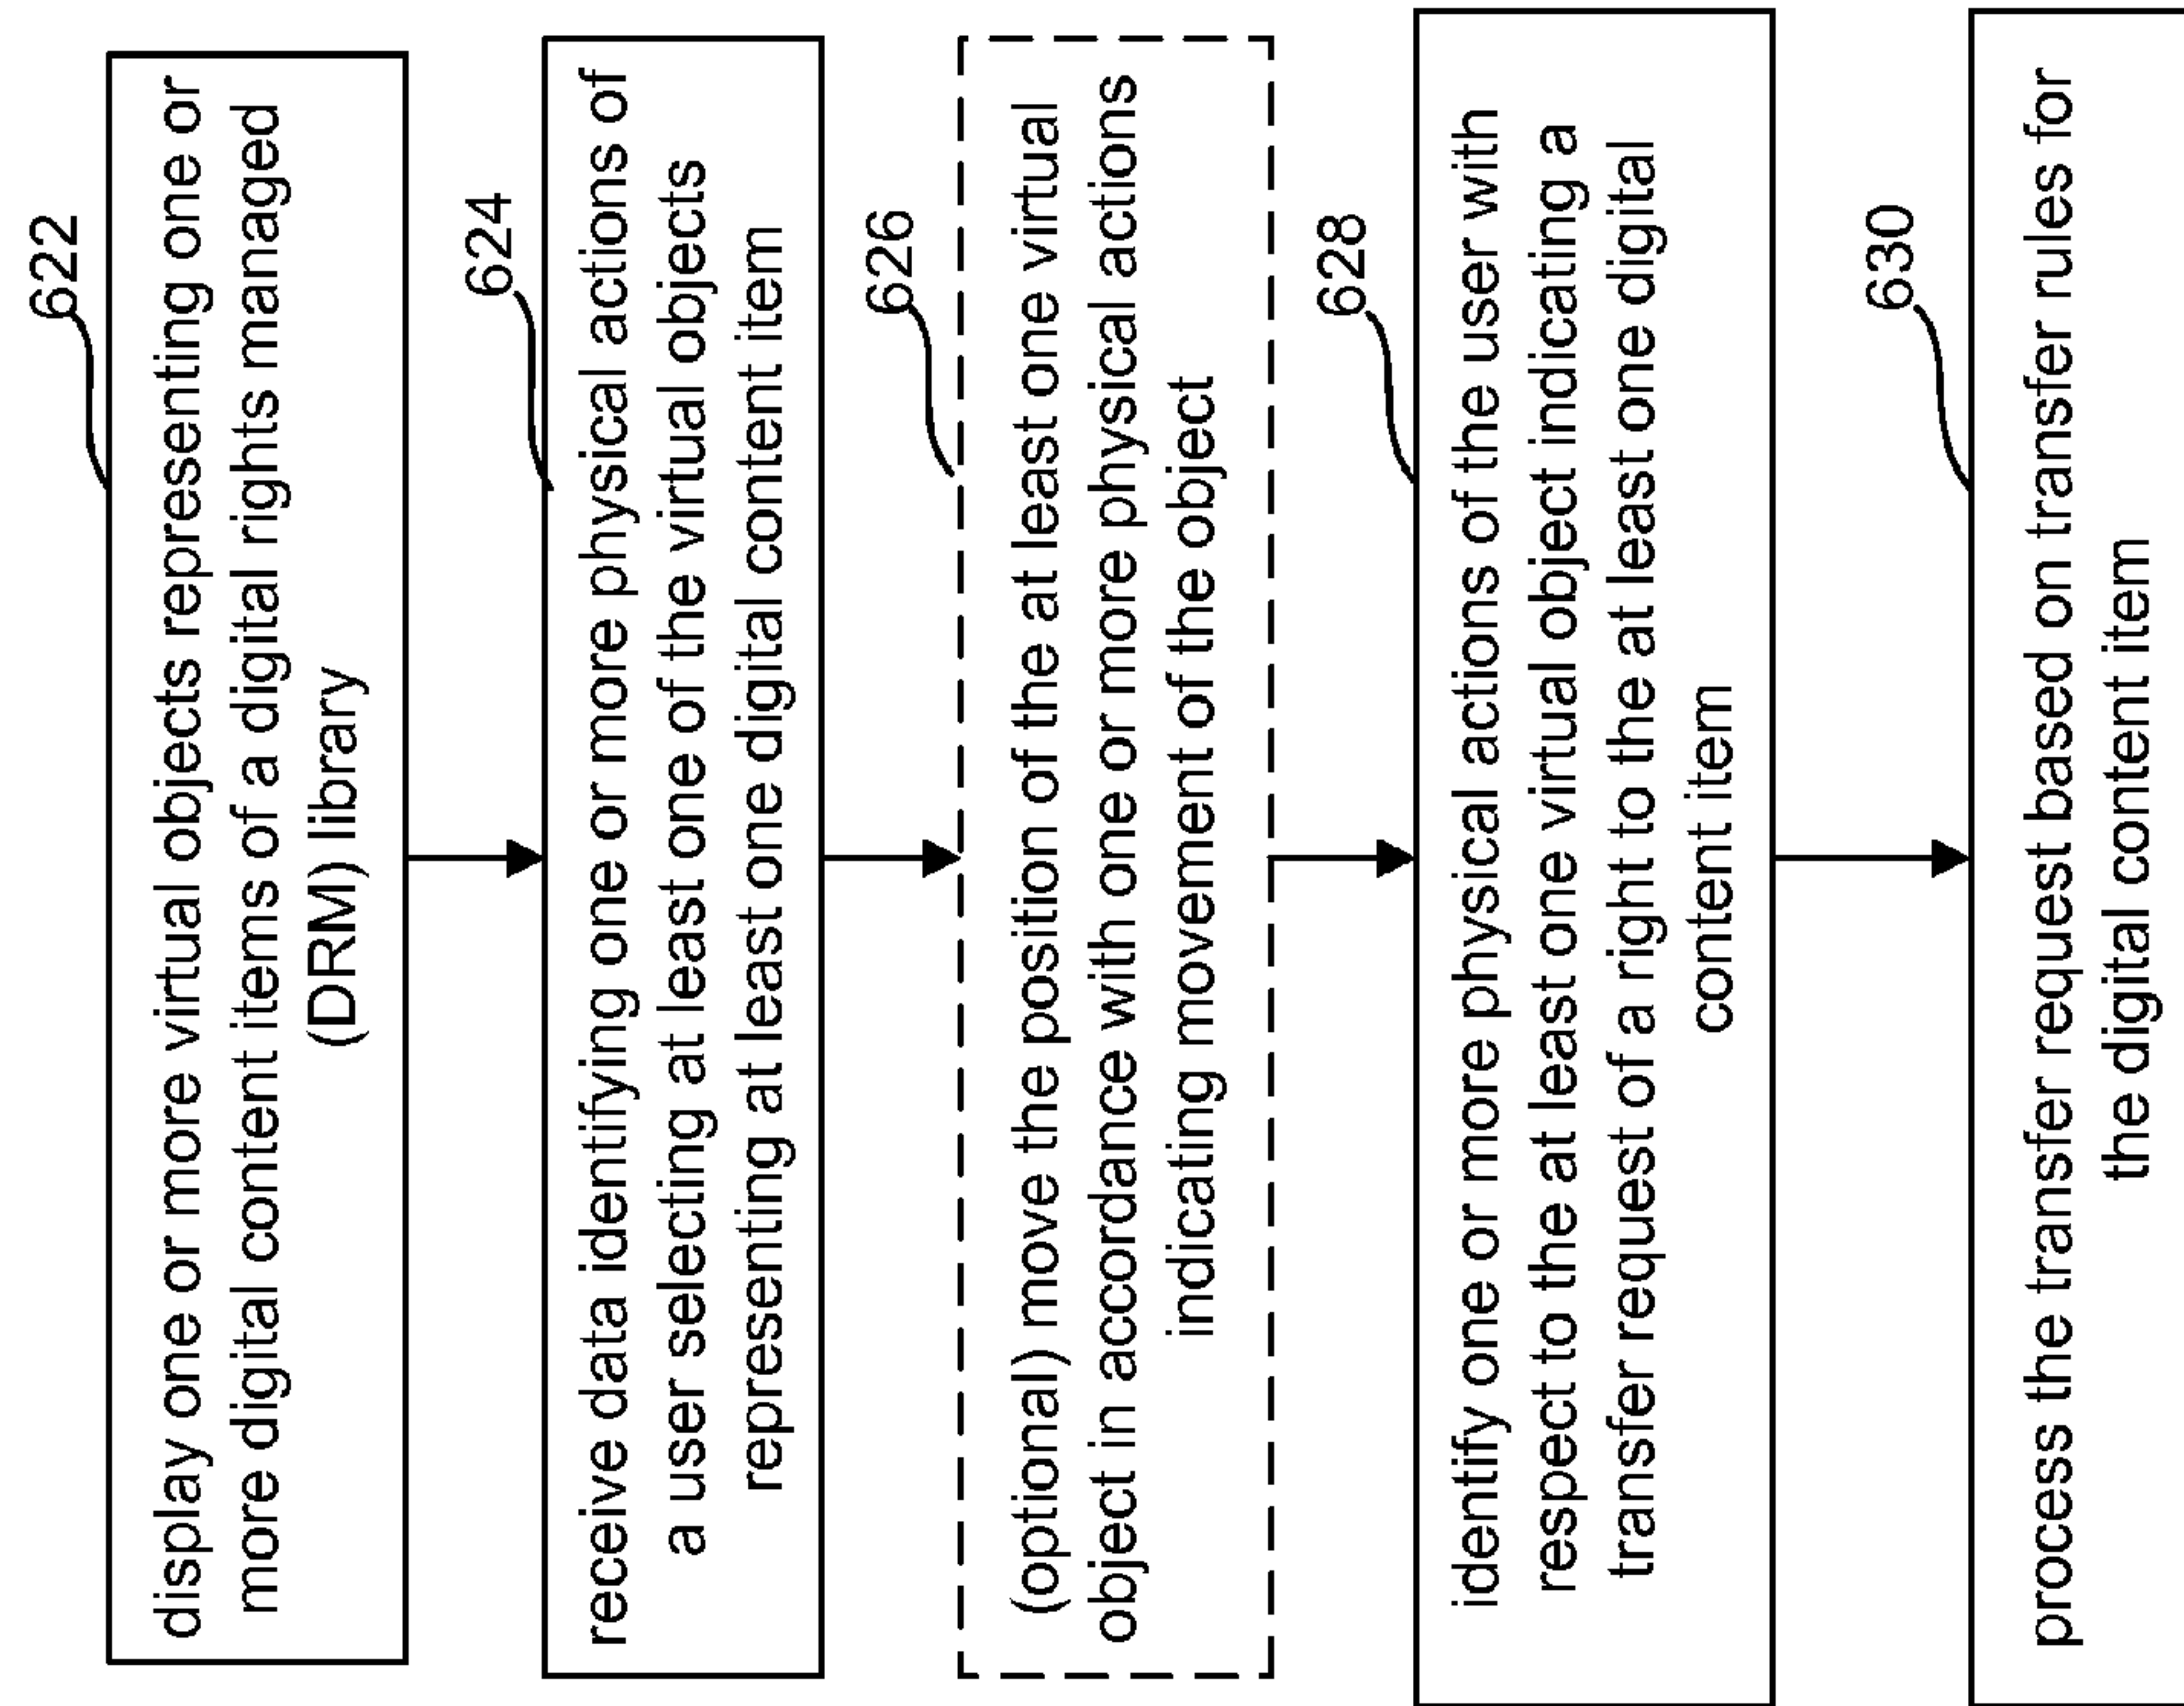 622
display one or more virtual objects representing one or
more digital content items of a digital rights managed
(DRM) library
624
receive data identifying one or more physical actions of
a user selecting at least one of the virtual objects
representing at least one digital content item
626
(optional) move the position of the at least one virtual
object in accordance with one or more physical actions
indicating movement of the object
628
identify one or more physical actions of the user with
respect to the at least one virtual object indicating a
transfer request of a right to the at least one digital
content item
630
process the transfer request based on transfer rules for
the digital content item